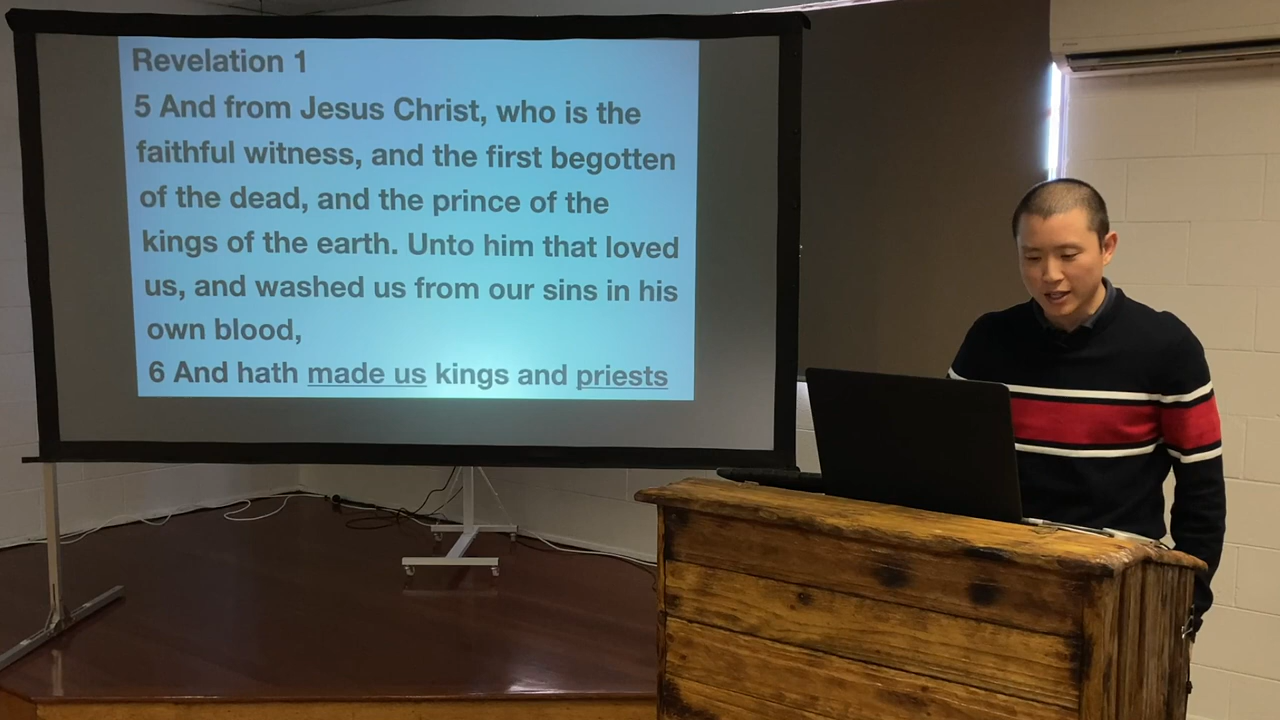 Revelation 1
5 And from Jesus Christ, who is the
faithful witness, and the first begotten
of the dead, and the prince of the
kings of the earth. Unto him that loved
us, and washed us from our sins in his
own blood,
6 And hath made us kings and priests